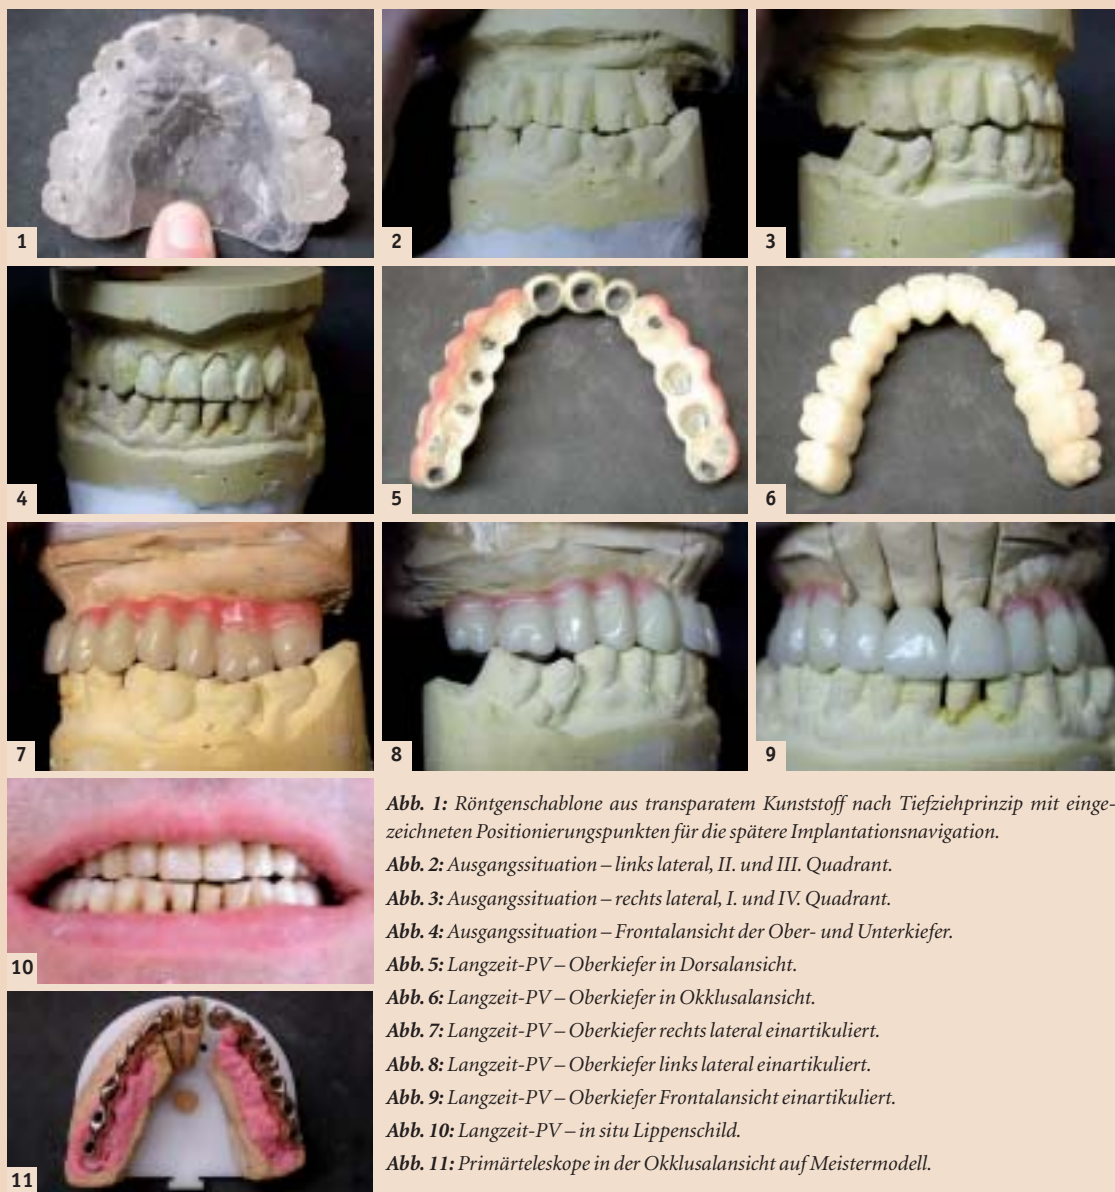 1
2
3
4
5
6
7
8
9
10
11
Abb. 1: Röntgenschablone aus transparatem Kunststoff nach Tiefziehprinzip mit einge-
zeichneten Positionierungspunkten für die spätere Implantationsnavigation.
Abb. 2: Ausgangssituation – links lateral, II. und III. Quadrant.
Abb. 3: Ausgangssituation – rechts lateral, I. und IV. Quadrant.
Abb. 4: Ausgangssituation – Frontalansicht der Ober- und Unterkiefer.
Abb. 5: Langzeit-PV – Oberkiefer in Dorsalansicht.
Abb. 6: Langzeit-PV – Oberkiefer in Okklusalansicht.
Abb. 7: Langzeit-PV – Oberkiefer rechts lateral einartikuliert.
Abb. 8: Langzeit-PV – Oberkiefer links lateral einartikuliert.
Abb. 9: Langzeit-PV – Oberkiefer Frontalansicht einartikuliert.
Abb. 10: Langzeit-PV – in situ Lippenschild.
Abb. 11: Primärteleskope in der Okklusalansicht auf Meistermodell.